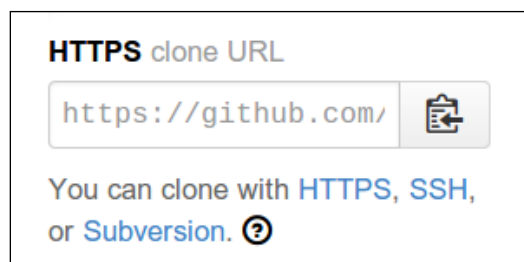 HTTPS clone URL
https://github.com/
You can clone with HTTPS, SSH,
or Subversion.